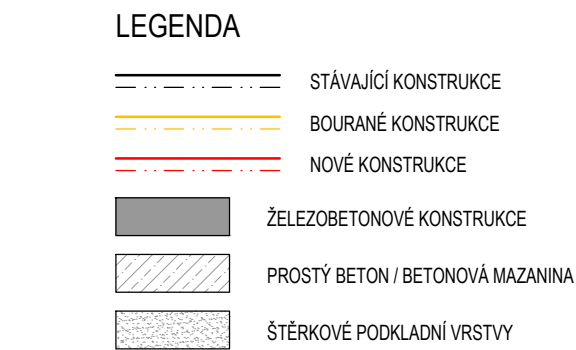 LEGENDA
STÁVAJÍCÍ KONSTRUKCE
BOURANÉ KONSTRUKCE
NOVÉ KONSTRUKCE
ŽELEZOBETONOVÉ KONSTRUKCE
PROSTÝ BETON / BETONOVÁ MAZANINA
ŠTĚRKOVÉ PODKLADNÍ VRSTVY